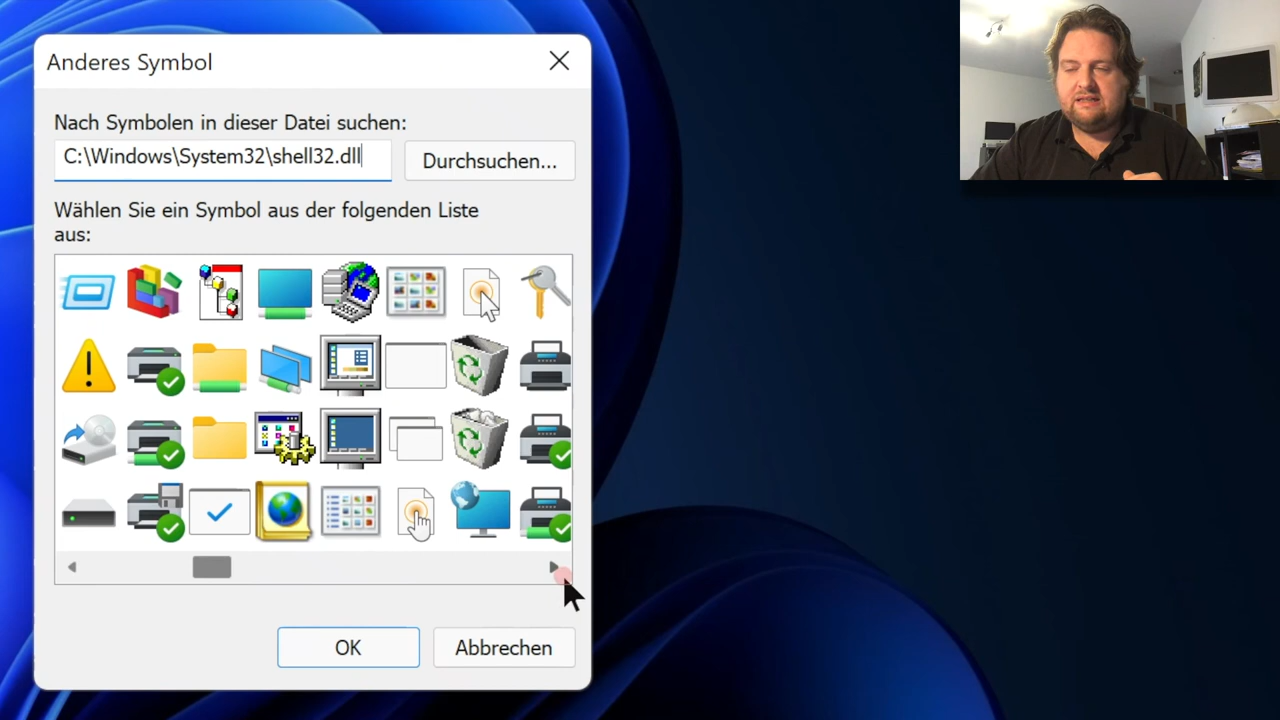 Anderes Symbol
Nach Symbolen in dieser Datei suchen:
C:\Windows\System32\shell32.dll
Durchsuchen...
Wählen Sie ein Symbol aus der folgenden Liste
aus:
OK
Abbrechen